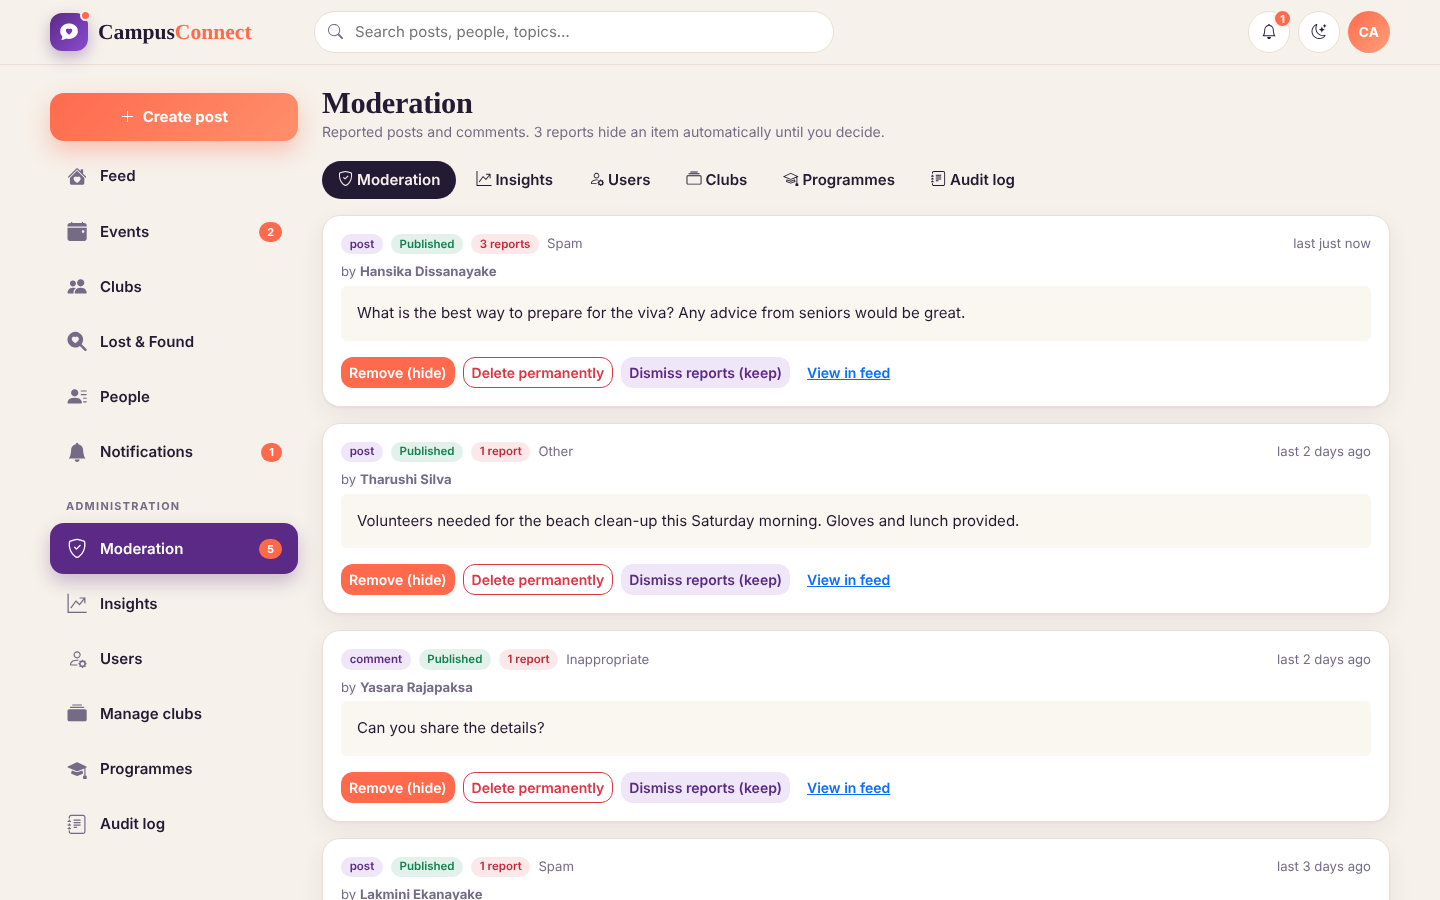 CampusConnect
Search posts, people, topics...
1
CA
Create post
Feed
Events 2
Clubs
Lost & Found
People
Notifications 1
ADMINISTRATION
Moderation 5
Insights
Users
Manage clubs
Programmes
Audit log
Moderation
Reported posts and comments. 3 reports hide an item automatically until you decide.
Moderation Insights Users Clubs Programmes Audit log
post Published 3 reports Spam last just now
by Hansika Dissanayake
What is the best way to prepare for the viva? Any advice from seniors would be great.
Remove (hide) Delete permanently Dismiss reports (keep) View in feed
post Published 1 report Other last 2 days ago
by Tharushi Silva
Volunteers needed for the beach clean-up this Saturday morning. Gloves and lunch provided.
Remove (hide) Delete permanently Dismiss reports (keep) View in feed
comment Published 1 report Inappropriate last 2 days ago
by Yasara Rajapaksa
Can you share the details?
Remove (hide) Delete permanently Dismiss reports (keep) View in feed
post Published 1 report Spam last 3 days ago
by Lakmini Ekanayake